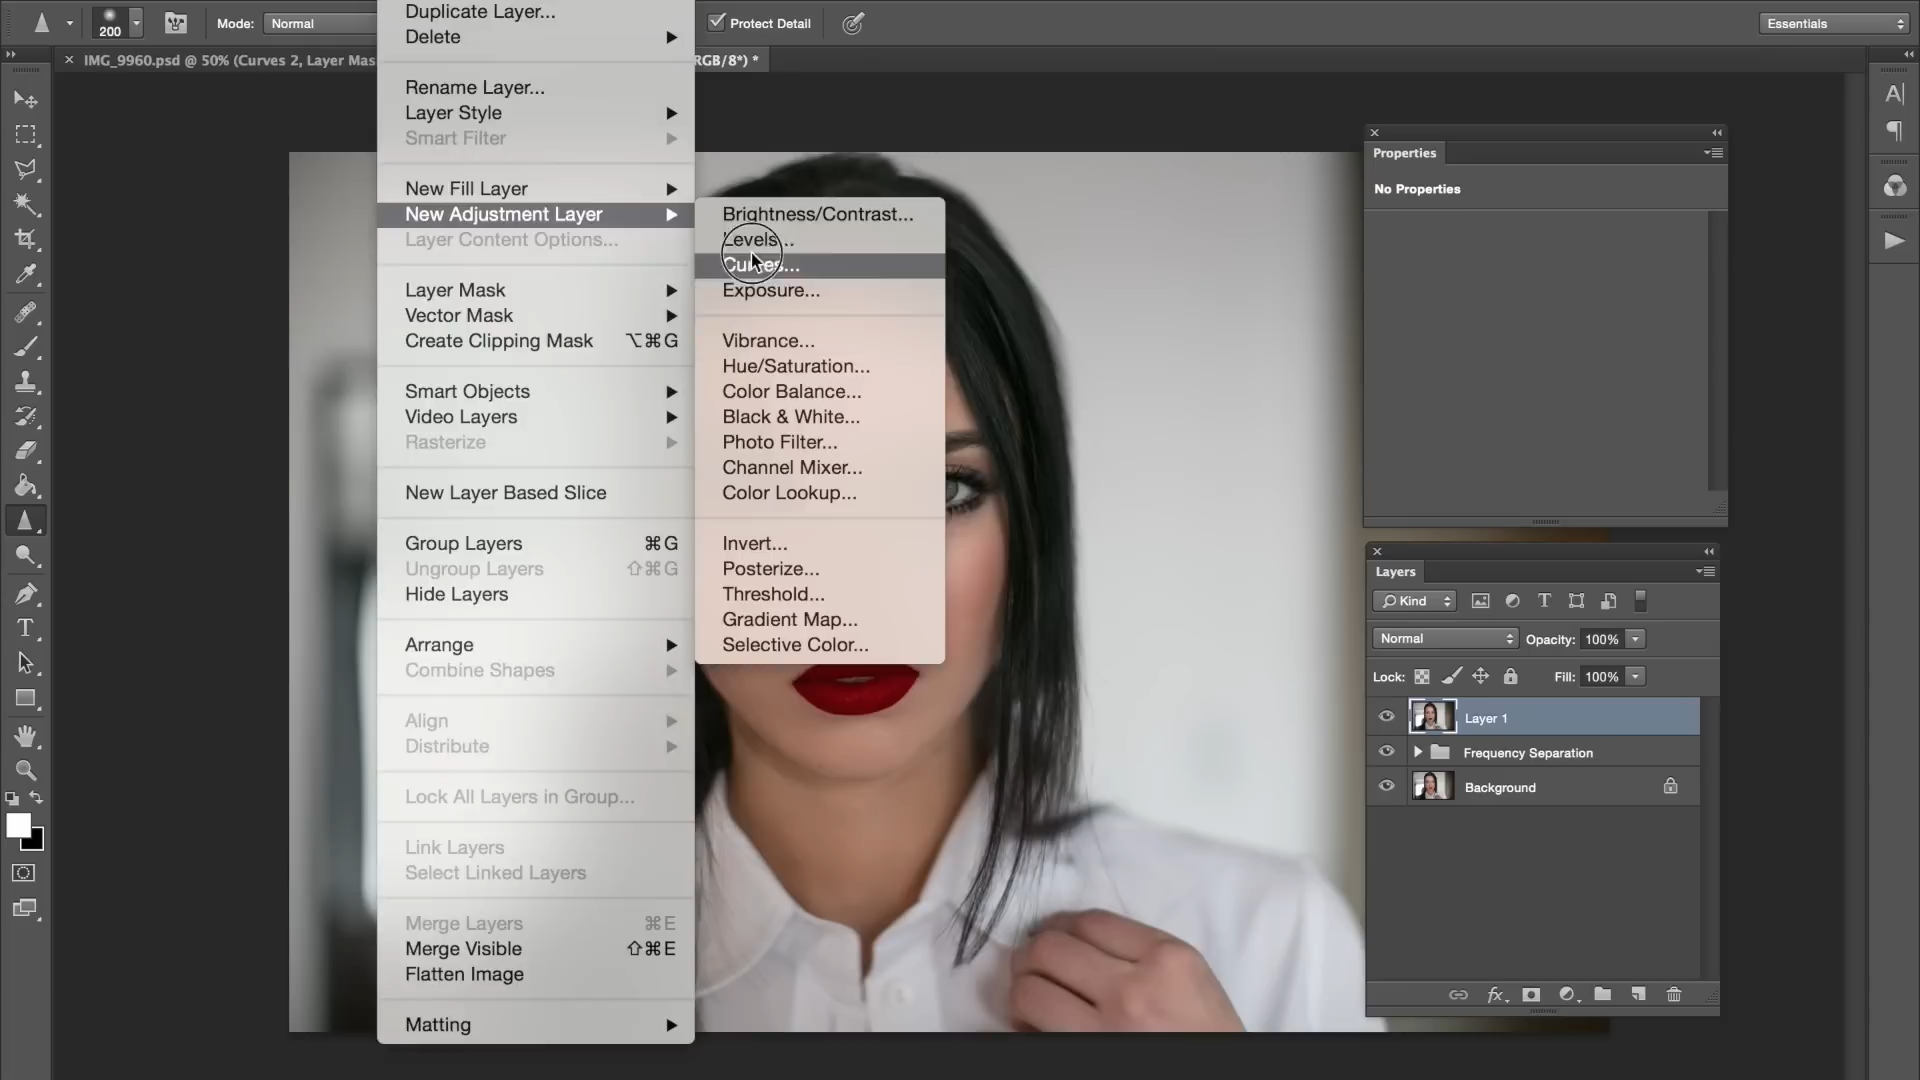 200
Mode: Normal
Protect Detail
Essentials
IMG_9960.psd @ 50% (Curves 2, Layer Mas
RGB/8*) *
Duplicate Layer...
Delete
Rename Layer...
Layer Style
Smart Filter
New Fill Layer
New Adjustment Layer
Layer Content Options...
Layer Mask
Vector Mask
Create Clipping Mask ⌥⌘G
Smart Objects
Video Layers
Rasterize
New Layer Based Slice
Group Layers ⌘G
Ungroup Layers ⇧⌘G
Hide Layers
Arrange
Combine Shapes
Align
Distribute
Lock All Layers in Group...
Link Layers
Select Linked Layers
Merge Layers ⌘E
Merge Visible ⇧⌘E
Flatten Image
Matting
Brightness/Contrast...
Levels...
Curves...
Exposure...
Vibrance...
Hue/Saturation...
Color Balance...
Black & White...
Photo Filter...
Channel Mixer...
Color Lookup...
Invert...
Posterize...
Threshold...
Gradient Map...
Selective Color...
Properties
No Properties
Layers
Kind
Normal Opacity: 100%
Lock: Fill: 100%
Layer 1
Frequency Separation
Background